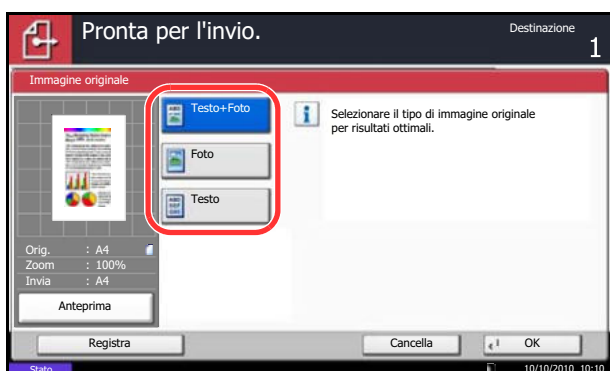 Pronta per l'invio.
Destinazione
1
Immagine originale
Testo+Foto
Foto
Testo
Selezionare il tipo di immagine originale
per risultati ottimali.
Orig. : A4
Zoom : 100%
Invia : A4
Anteprima
Registra
Cancella
OK
Stato
10/10/2010 10:10